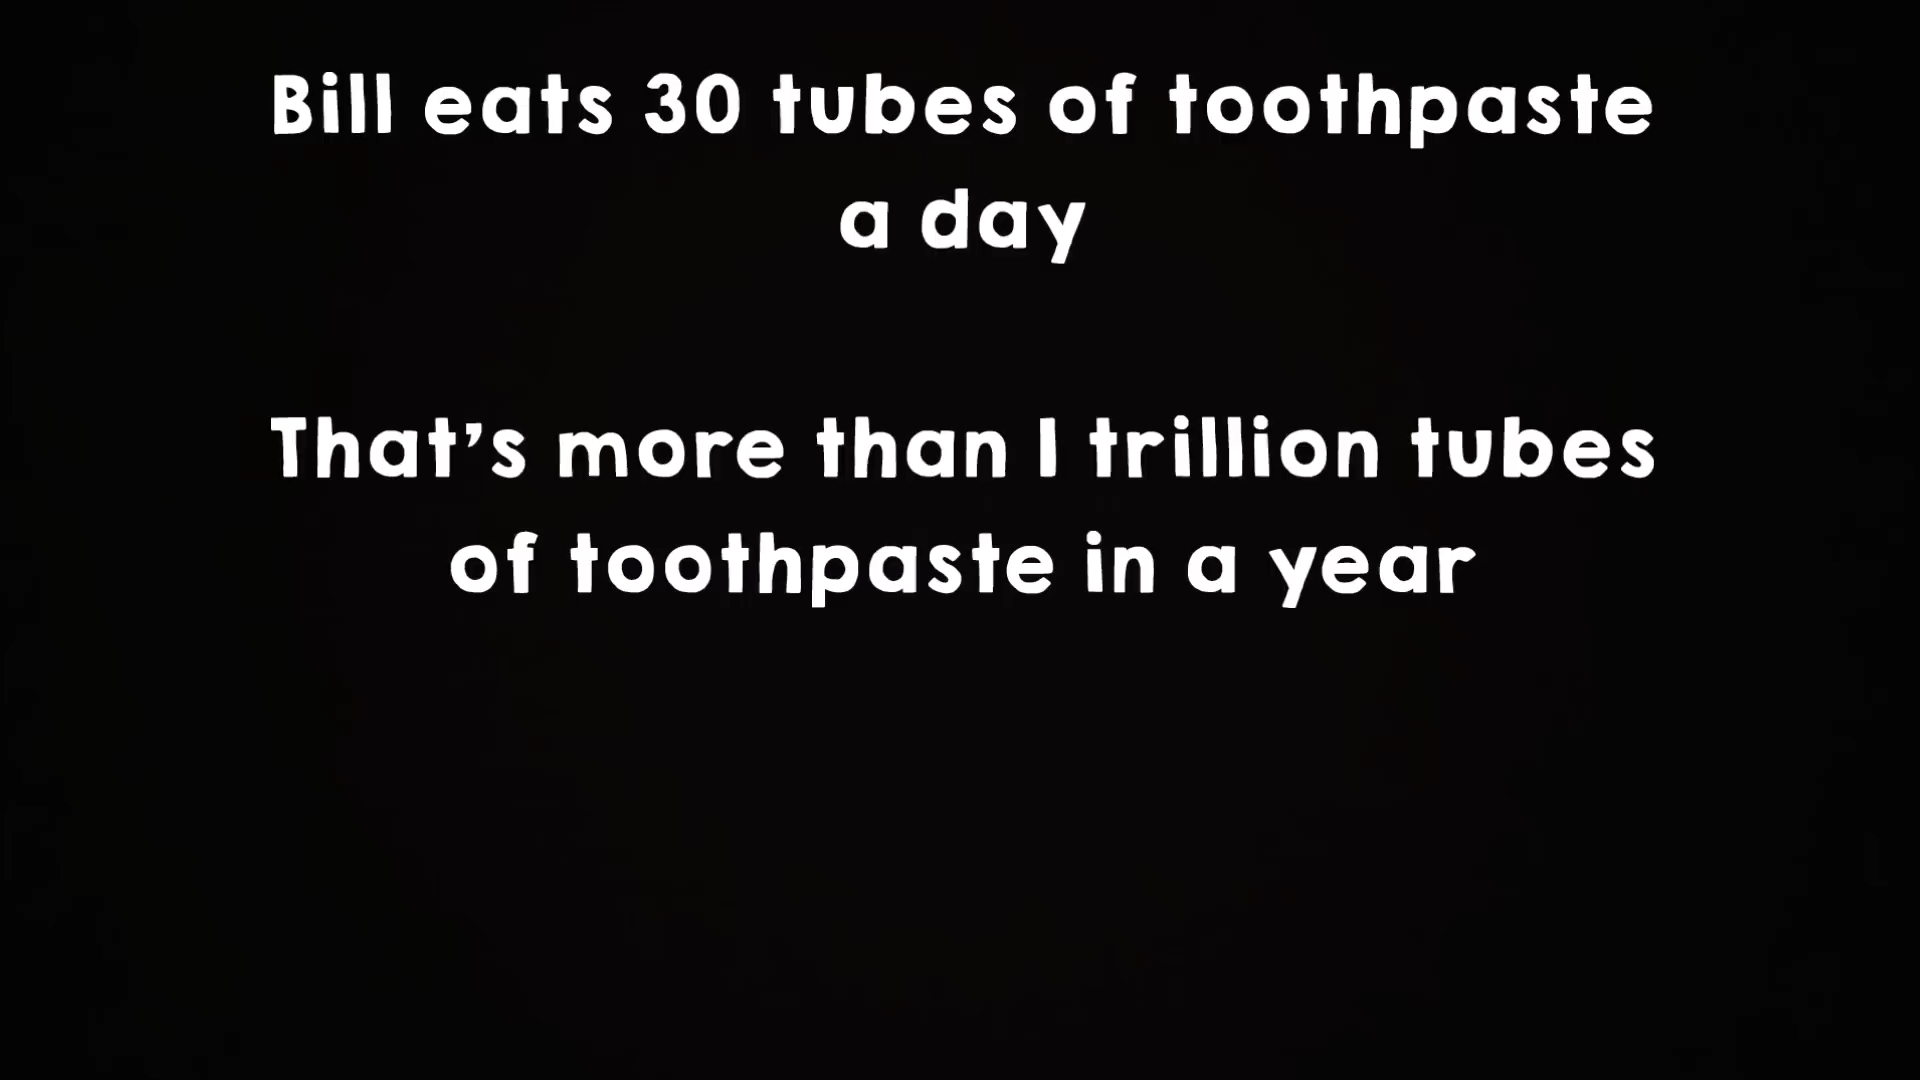 Bill eats 30 tubes of toothpaste
a day
That's more than 1 trillion tubes
of toothpaste in a year